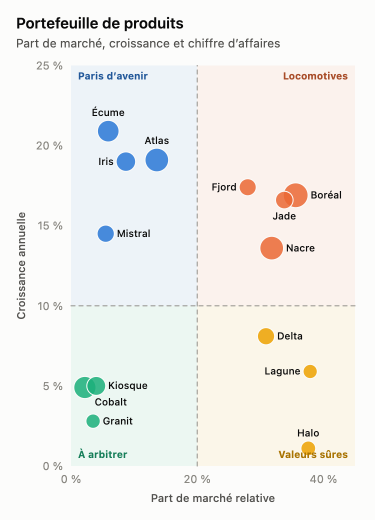 Portefeuille de produits
Part de marché, croissance et chiffre d’affaires
25 %
Paris d’avenir
Locomotives
Écume
Atlas
20 %
Iris
Fjord
Boréal
Jade
15 %
Mistral
Nacre
Croissance annuelle
10 %
Delta
Lagune
5 %
Kiosque
Cobalt
Granit
Halo
À arbitrer
Valeurs sûres
0 %
0 %
20 %
40 %
Part de marché relative